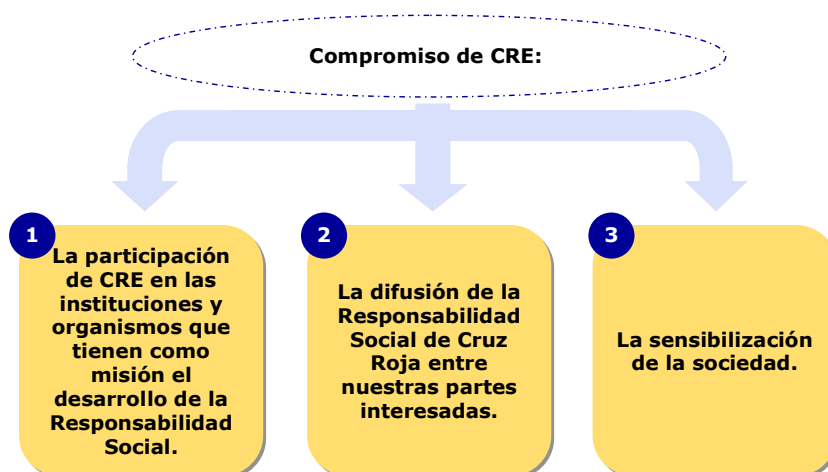 Compromiso de CRE:
1
La participación
de CRE en las
instituciones y
organismos que
tienen como
misión el
desarrollo de la
Responsabilidad
Social.
2
La difusión de la
Responsabilidad
Social de Cruz
Roja entre
nuestras partes
interesadas.
3
La sensibilización
de la sociedad.